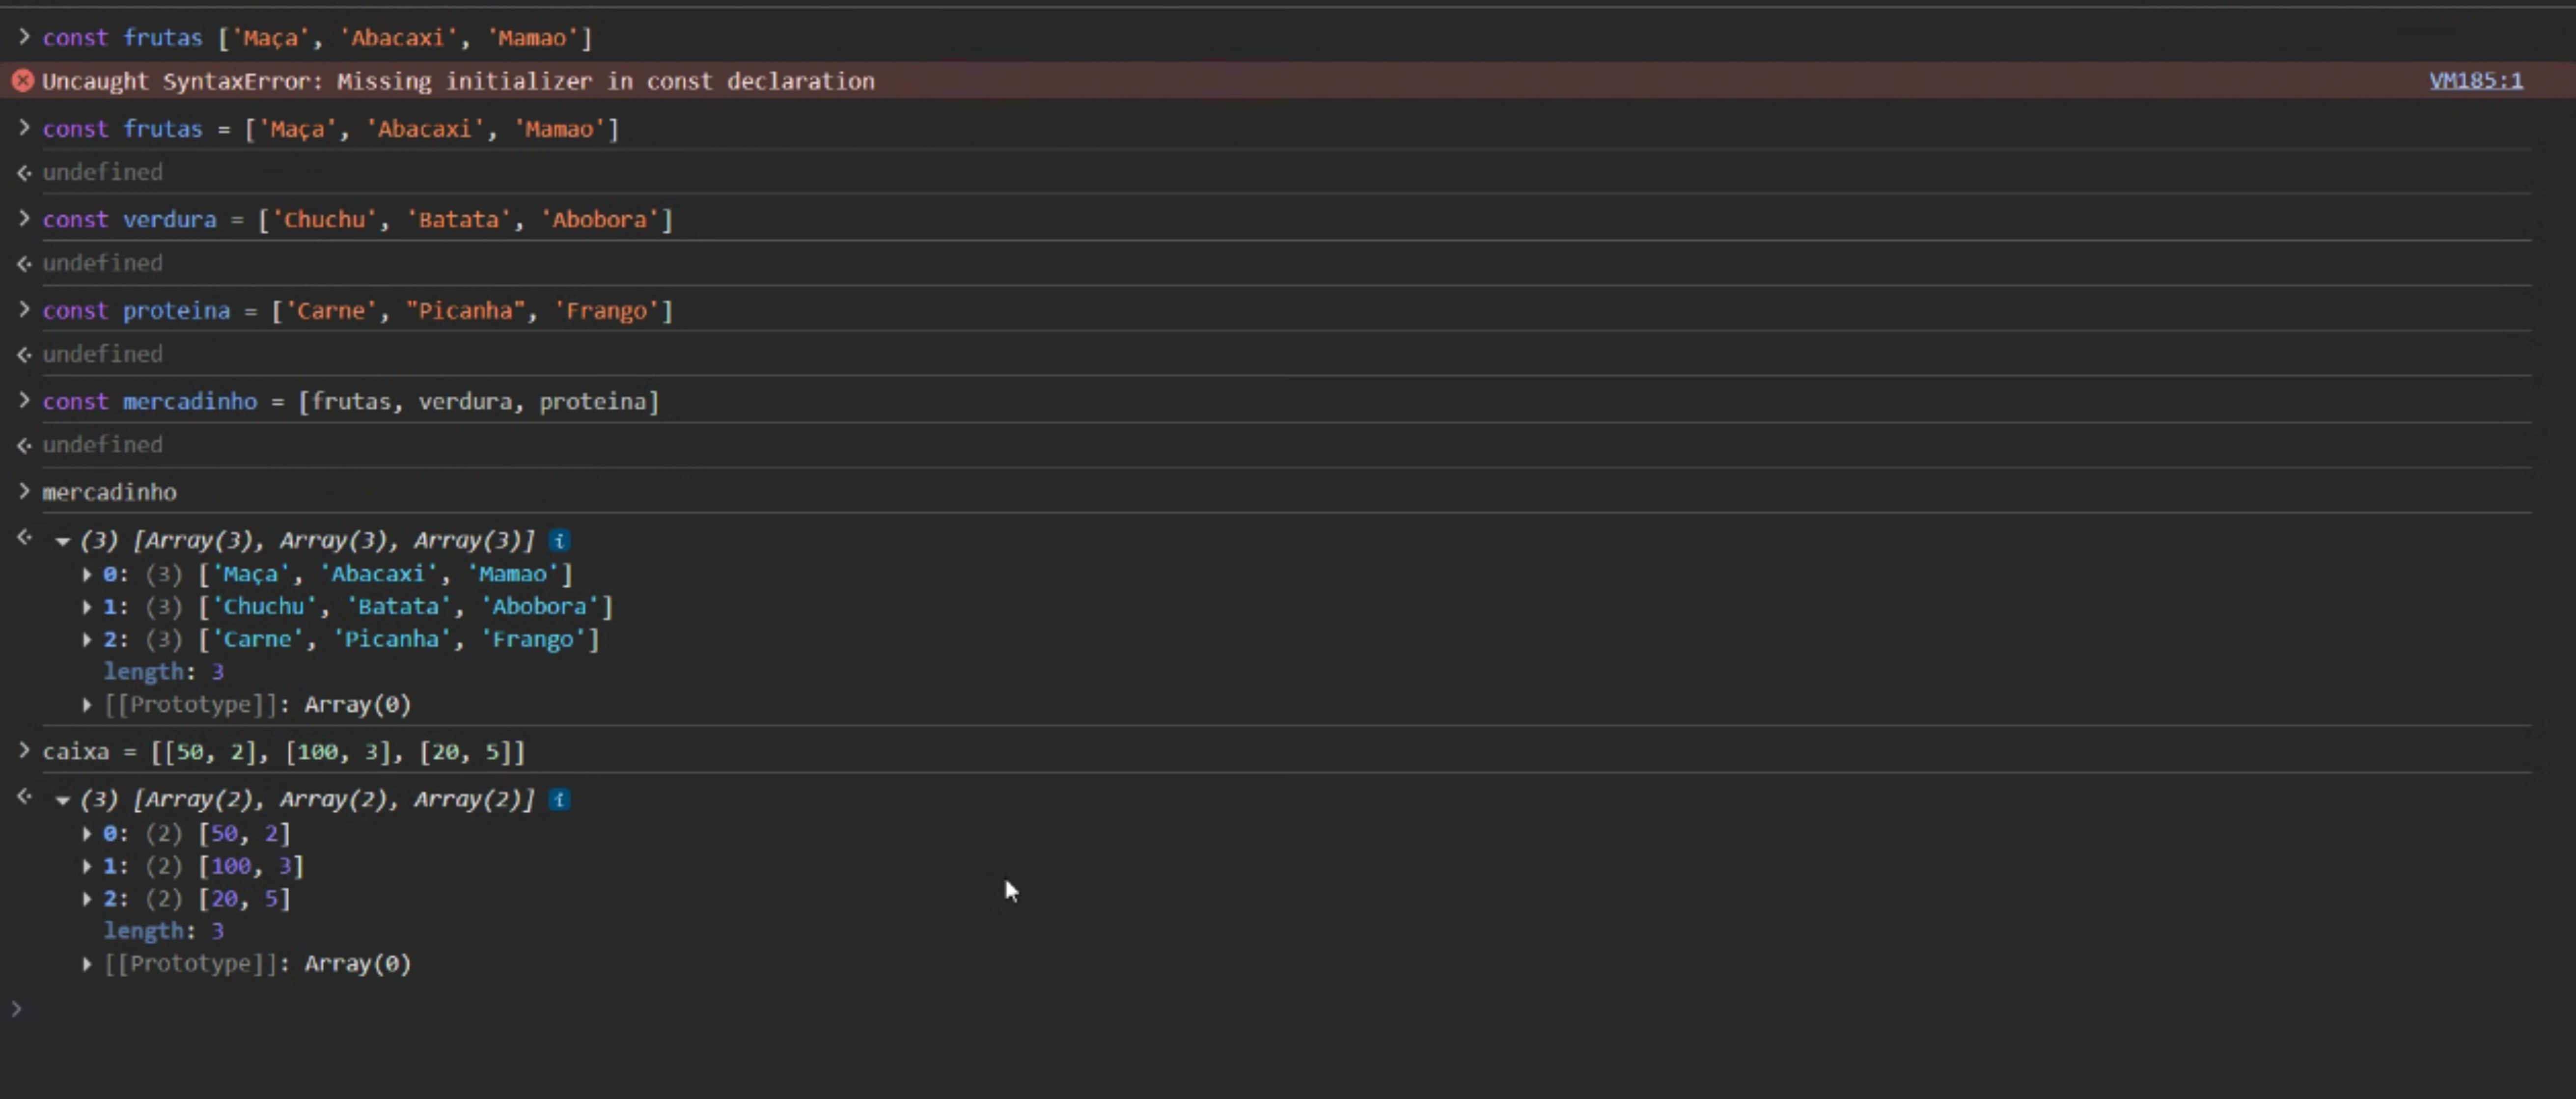 > const frutas ['Maça', 'Abacaxi', 'Mamao']
Uncaught SyntaxError: Missing initializer in const declaration VM185:1
> const frutas = ['Maça', 'Abacaxi', 'Mamao']
undefined
> const verdura = ['Chuchu', 'Batata', 'Abobora']
undefined
> const proteina = ['Carne', "Picanha", 'Frango']
undefined
> const mercadinho = [frutas, verdura, proteina]
undefined
> mercadinho
(3) [Array(3), Array(3), Array(3)] i
0: (3) ['Maça', 'Abacaxi', 'Mamao']
1: (3) ['Chuchu', 'Batata', 'Abobora']
2: (3) ['Carne', 'Picanha', 'Frango']
length: 3
[[Prototype]]: Array(0)
> caixa = [[50, 2], [100, 3], [20, 5]]
(3) [Array(2), Array(2), Array(2)] i
0: (2) [50, 2]
1: (2) [100, 3]
2: (2) [20, 5]
length: 3
[[Prototype]]: Array(0)
>